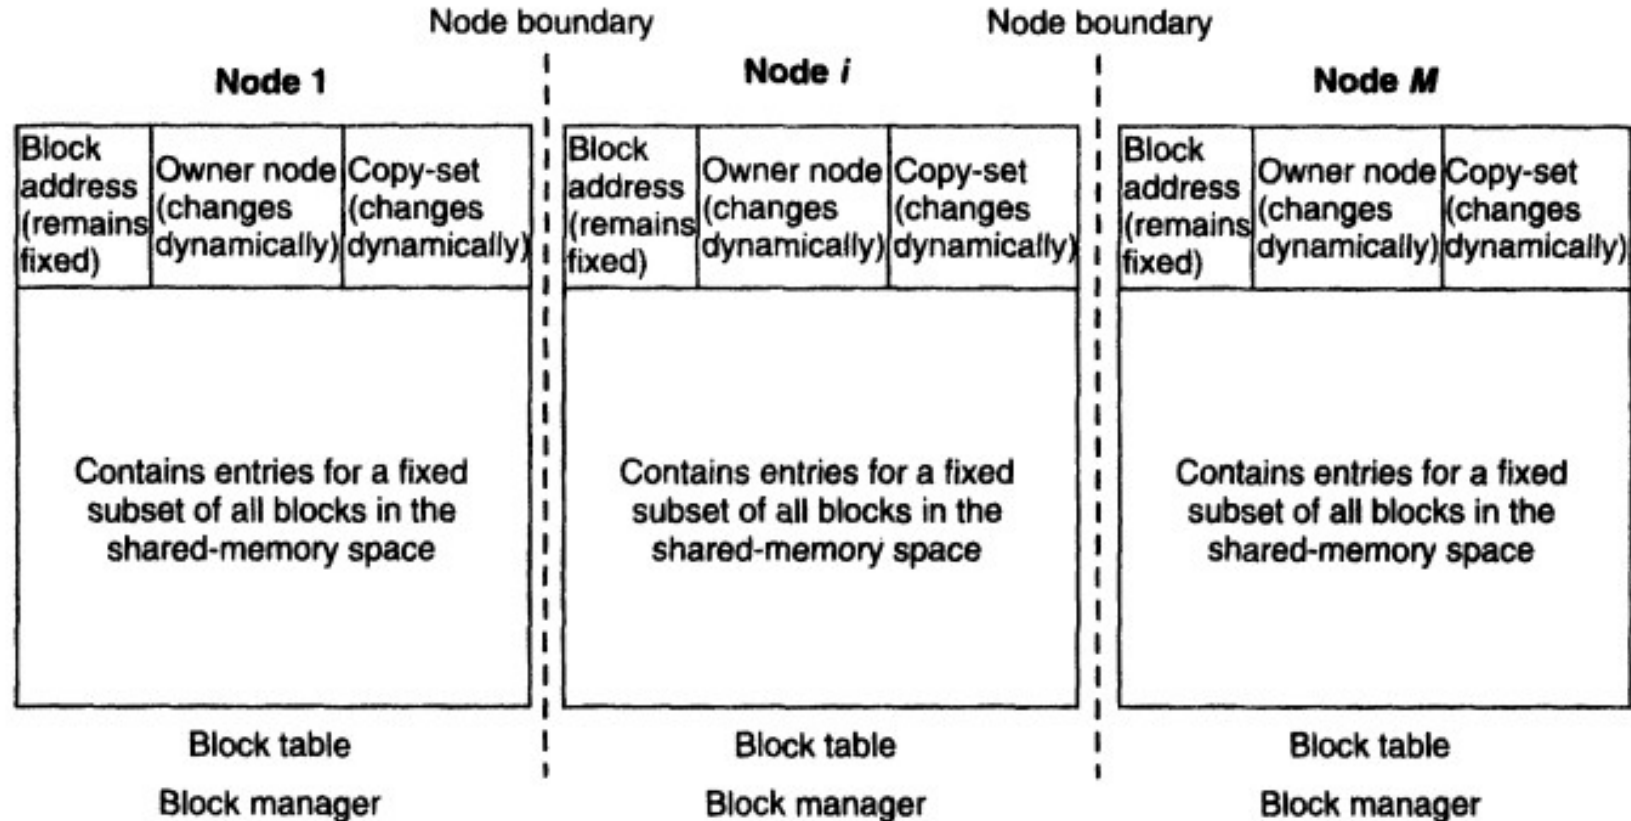 Node boundary
Node boundary
Node 1
Node i
Node M
Block
address
(remains
fixed)
Owner node
(changes
dynamically)
Copy-set
(changes
dynamically)
Block
address
(remains
fixed)
Owner node
(changes
dynamically)
Copy-set
(changes
dynamically)
Block
address
(remains
fixed)
Owner node
(changes
dynamically)
Copy-set
(changes
dynamically)
Contains entries for a fixed
subset of all blocks in the
shared-memory space
Contains entries for a fixed
subset of all blocks in the
shared-memory space
Contains entries for a fixed
subset of all blocks in the
shared-memory space
Block table
Block table
Block table
Block manager
Block manager
Block manager